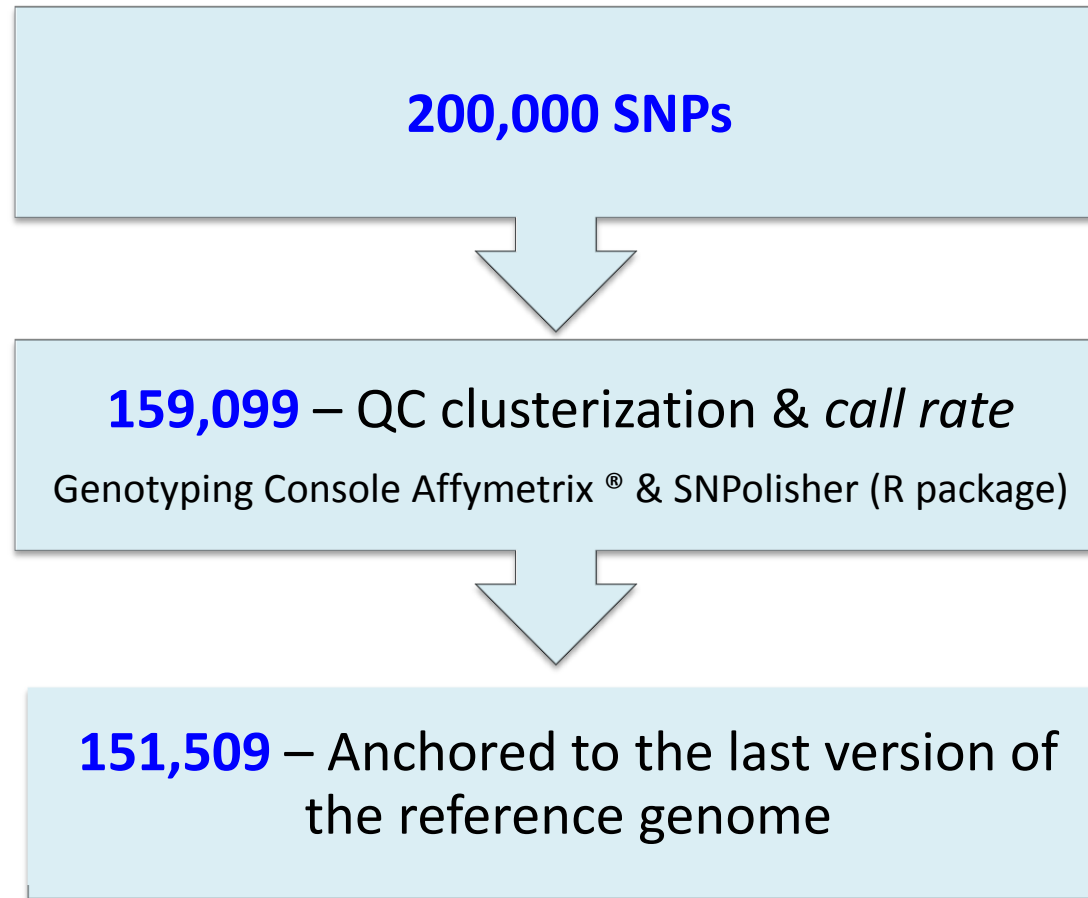 200,000 SNPs
159,099 – QC clusterization & call rate
Genotyping Console Affymetrix ® & SNPolisher (R package)
151,509 – Anchored to the last version of
the reference genome